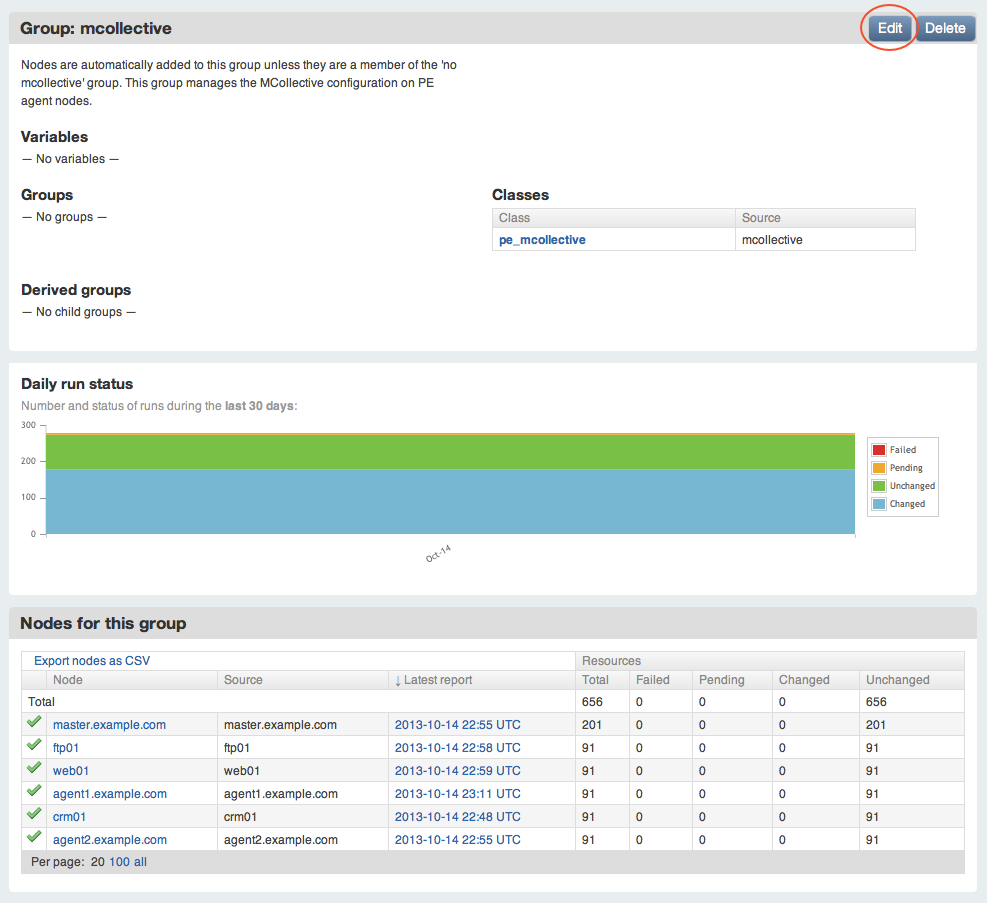 Group: mcollective
Edit Delete
Nodes are automatically added to this group unless they are a member of the 'no
mcollective' group. This group manages the MCollective configuration on PE
agent nodes.
Variables
— No variables —
Groups
— No groups —
Classes
Class Source
pe_mcollective mcollective
Derived groups
— No child groups —
Daily run status
Number and status of runs during the last 30 days:
300
200
100
0
Oct-14
Failed
Pending
Unchanged
Changed
Nodes for this group
Export nodes as CSV Resources
Node Source ↓ Latest report Total Failed Pending Changed Unchanged
Total 656 0 0 0 656
master.example.com master.example.com 2013-10-14 22:55 UTC 201 0 0 0 201
ftp01 ftp01 2013-10-14 22:58 UTC 91 0 0 0 91
web01 web01 2013-10-14 22:59 UTC 91 0 0 0 91
agent1.example.com agent1.example.com 2013-10-14 23:11 UTC 91 0 0 0 91
crm01 crm01 2013-10-14 22:48 UTC 91 0 0 0 91
agent2.example.com agent2.example.com 2013-10-14 22:55 UTC 91 0 0 0 91
Per page: 20 100 all